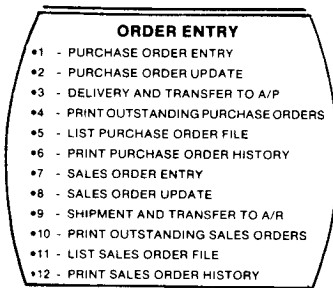 ORDER ENTRY
•1 - PURCHASE ORDER ENTRY
•2 - PURCHASE ORDER UPDATE
•3 - DELIVERY AND TRANSFER TO A/P
•4 - PRINT OUTSTANDING PURCHASE ORDERS
•5 - LIST PURCHASE ORDER FILE
•6 - PRINT PURCHASE ORDER HISTORY
•7 - SALES ORDER ENTRY
•8 - SALES ORDER UPDATE
•9 - SHIPMENT AND TRANSFER TO A/R
•10 - PRINT OUTSTANDING SALES ORDERS
•11 - LIST SALES ORDER FILE
•12 - PRINT SALES ORDER HISTORY